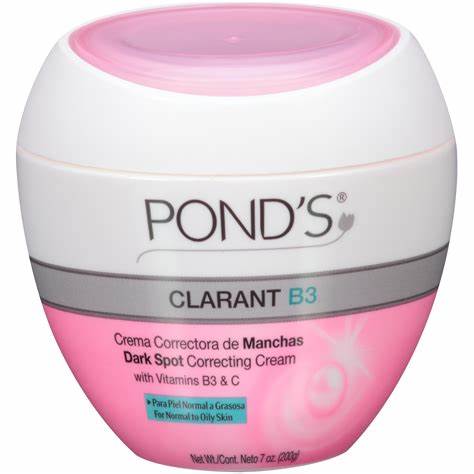 POND'S®
CLARANT B3
Crema Correctora de Manchas
Dark Spot Correcting Cream
with Vitamins B3 & C
Para Piel Normal a Grasosa
For Normal to Oily Skin
Net Wt./Cont. Neto 7 oz. (200g)